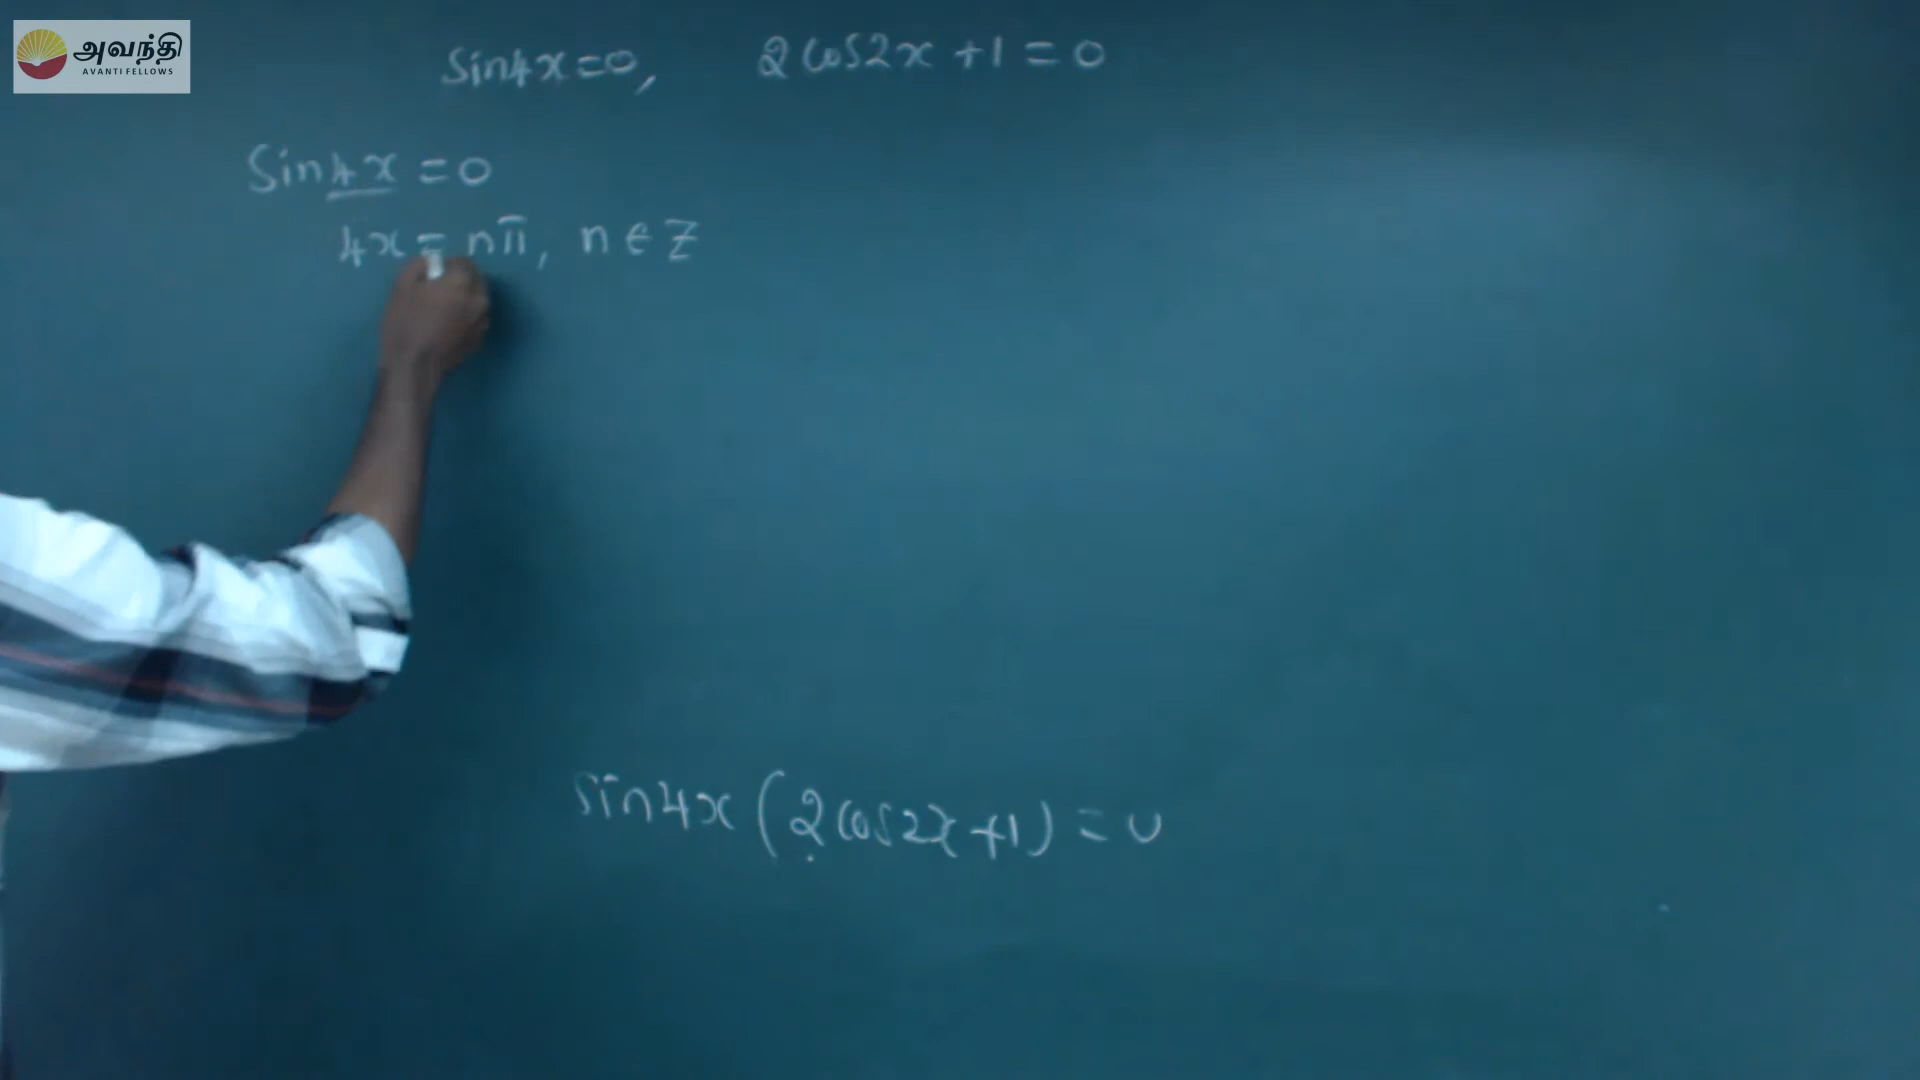 அவந்தி
AVANTI FELLOWS
sin4x=0, 2cos2x+1=0
Sin4x=0
4x=nπ, n∈Z
sin4x(2cos2x+1)=0